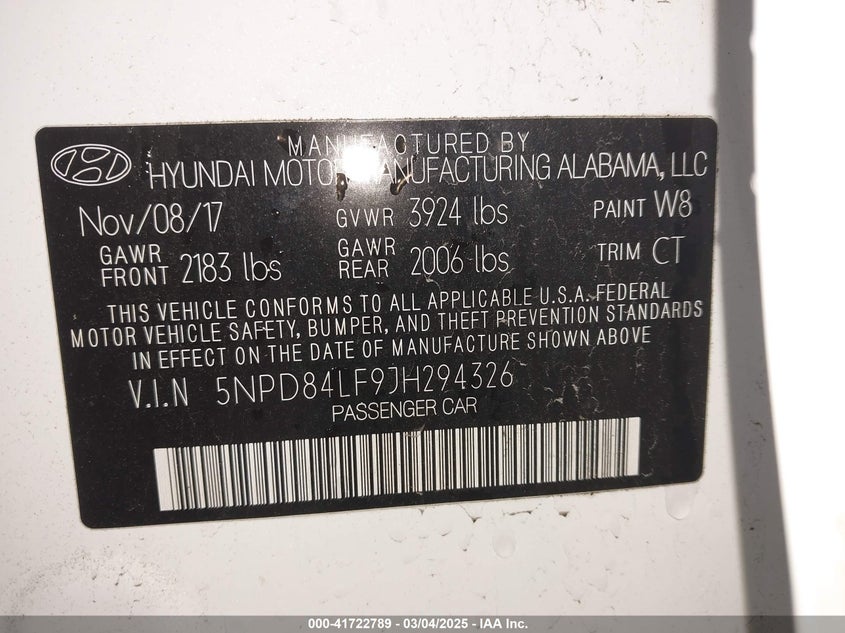 MANUFACTURED BY
HYUNDAI MOTOR MANUFACTURING ALABAMA, LLC
Nov/08/17 GVWR 3924 lbs PAINT W8
GAWR FRONT 2183 lbs GAWR REAR 2006 lbs TRIM CT
THIS VEHICLE CONFORMS TO ALL APPLICABLE U.S.A. FEDERAL
MOTOR VEHICLE SAFETY, BUMPER, AND THEFT PREVENTION STANDARDS
IN EFFECT ON THE DATE OF MANUFACTURE SHOWN ABOVE
V.I.N 5NPD84LF9JH294326
PASSENGER CAR
000-41722789 - 03/04/2025 - IAA Inc.